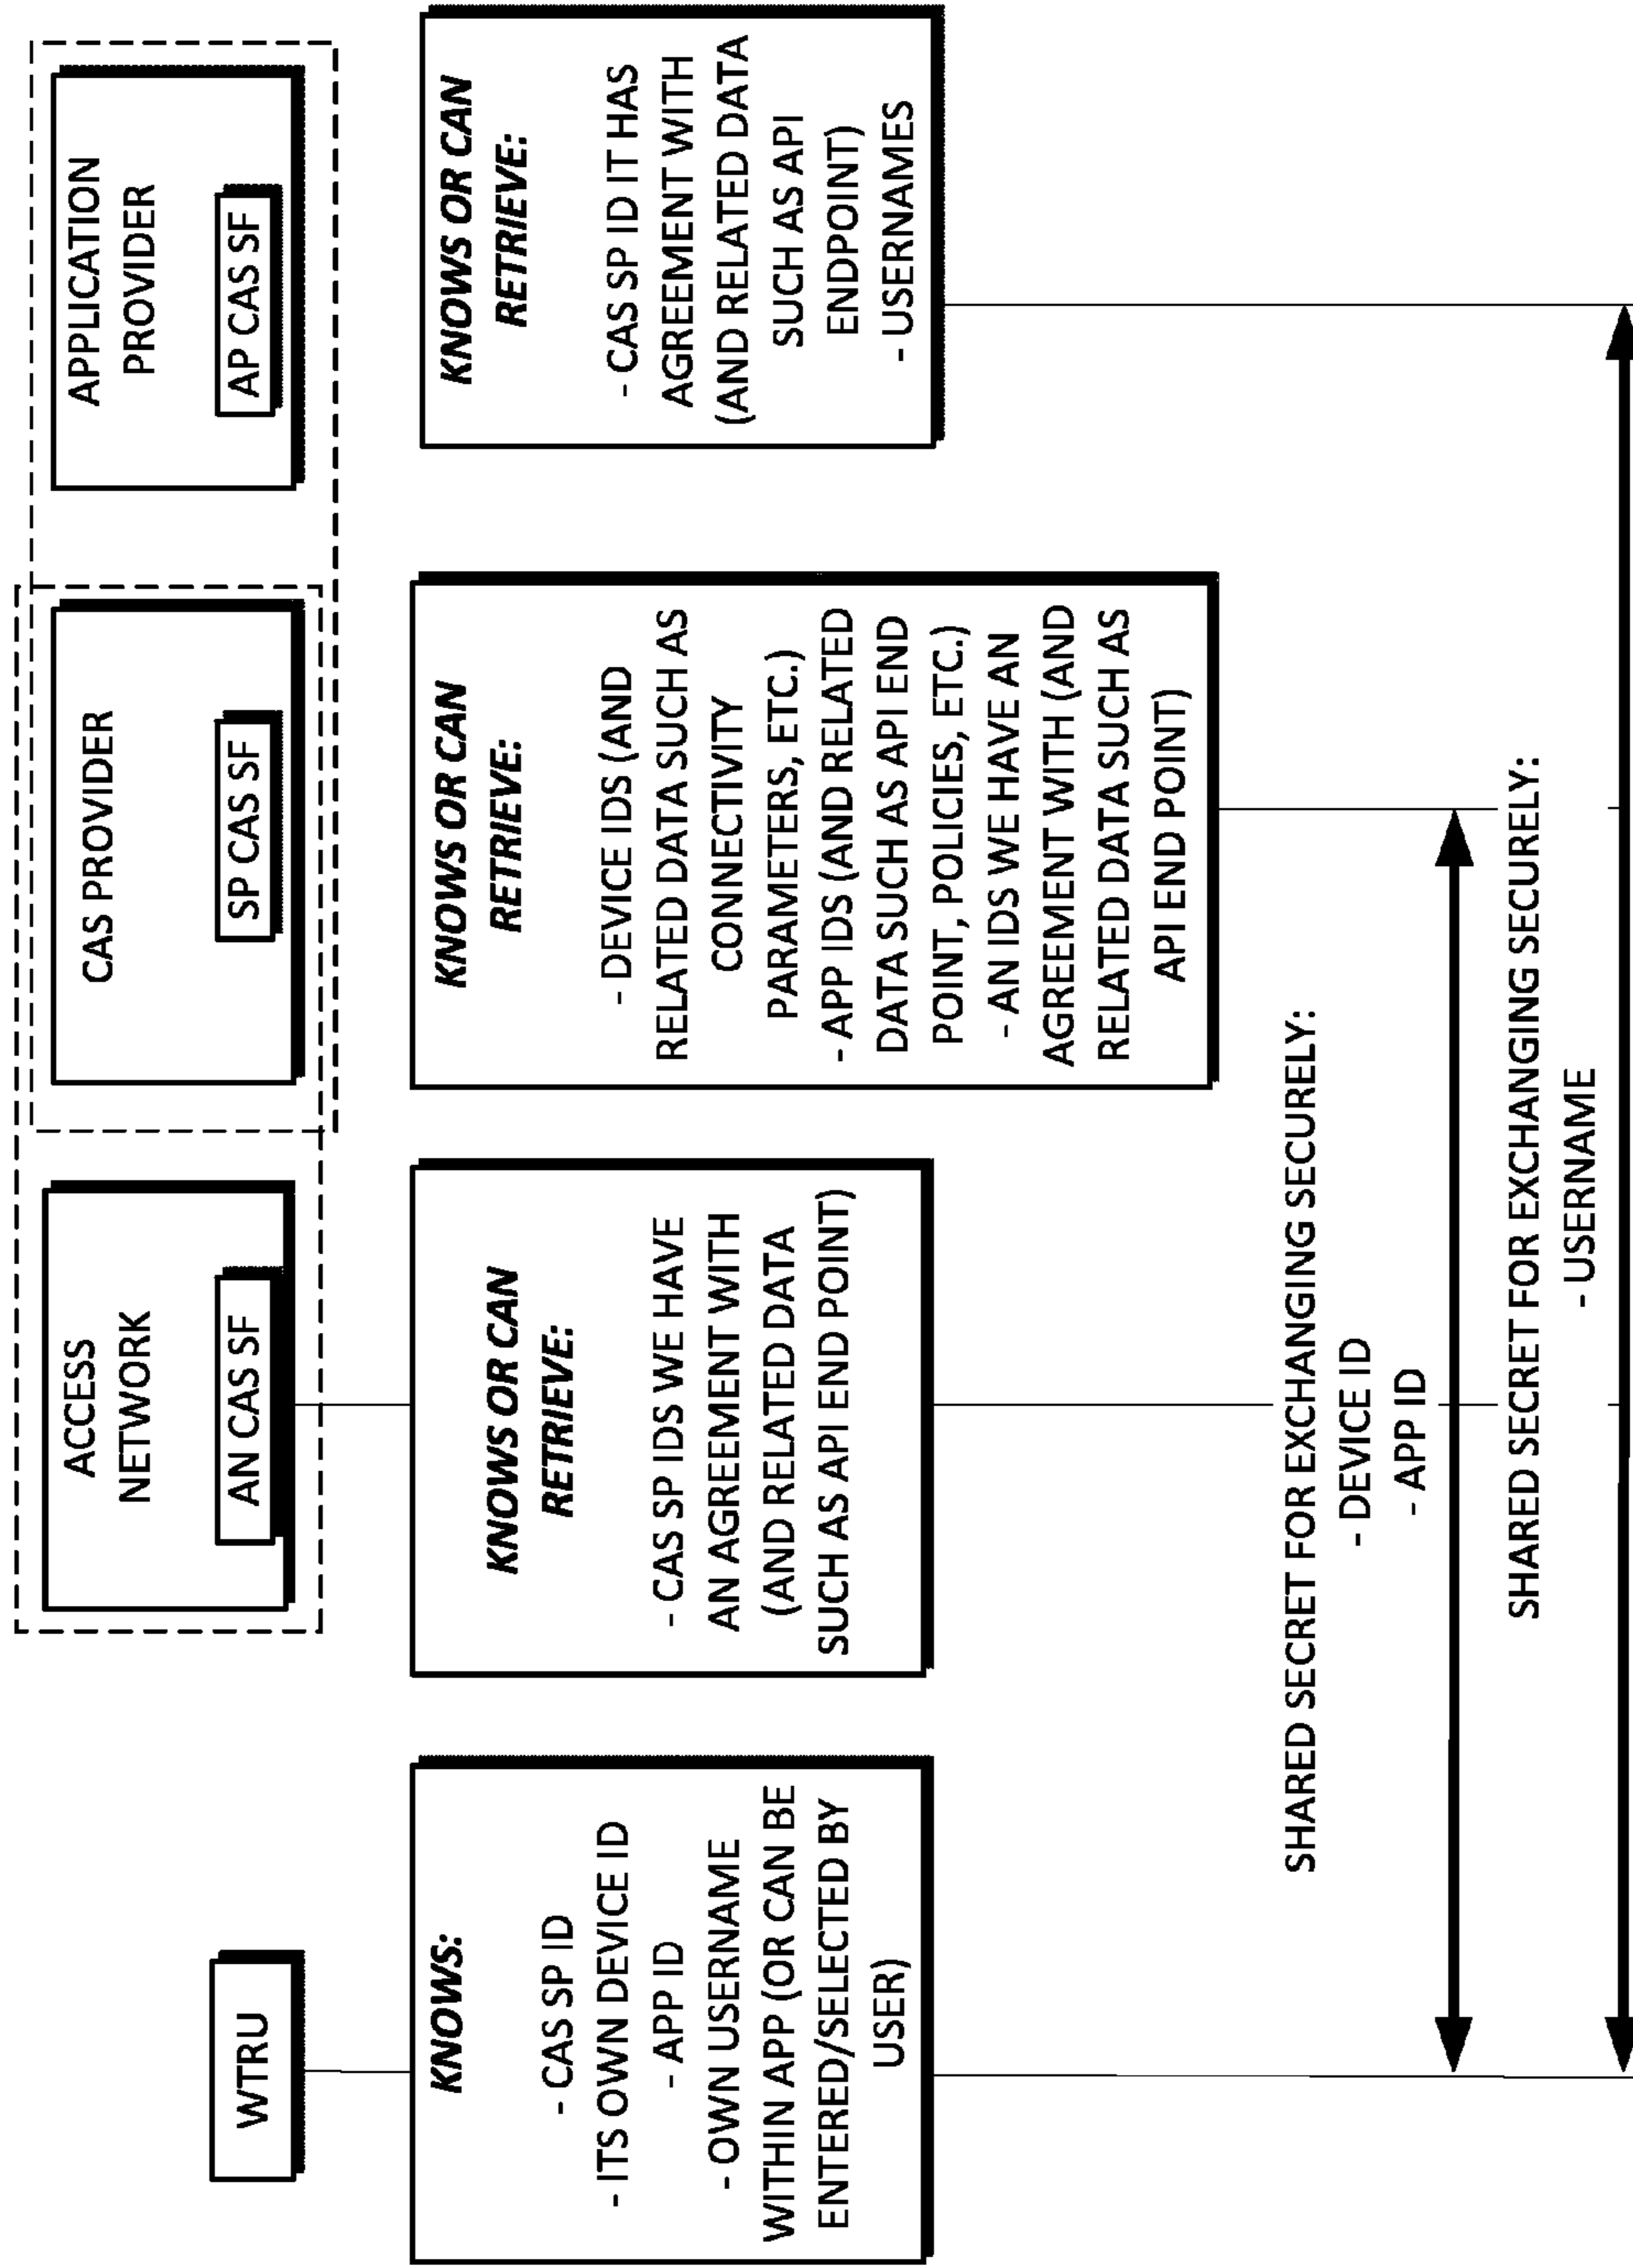 WTRU
ACCESS
NETWORK
AN CAS SF
CAS PROVIDER
SP CAS SF
APPLICATION
PROVIDER
AP CAS SF
KNOWS:
- CAS SP ID
- ITS OWN DEVICE ID
- APP ID
- OWN USERNAME
WITHIN APP (OR CAN BE
ENTERED/SELECTED BY
USER)
KNOWS OR CAN
RETRIEVE:
- CAS SP IDS WE HAVE
AN AGREEMENT WITH
(AND RELATED DATA
SUCH AS API END POINT)
KNOWS OR CAN
RETRIEVE:
- DEVICE IDS (AND
RELATED DATA SUCH AS
CONNECTIVITY
PARAMETERS, ETC.)
- APP IDS (AND RELATED
DATA SUCH AS API END
POINT, POLICIES, ETC.)
- AN IDS WE HAVE AN
AGREEMENT WITH (AND
RELATED DATA SUCH AS
API END POINT)
KNOWS OR CAN
RETRIEVE:
- CAS SP ID IT HAS
AGREEMENT WITH
(AND RELATED DATA
SUCH AS API
ENDPOINT)
- USERNAMES
SHARED SECRET FOR EXCHANGING SECURELY:
- DEVICE ID
- APP ID
SHARED SECRET FOR EXCHANGING SECURELY:
- USERNAME